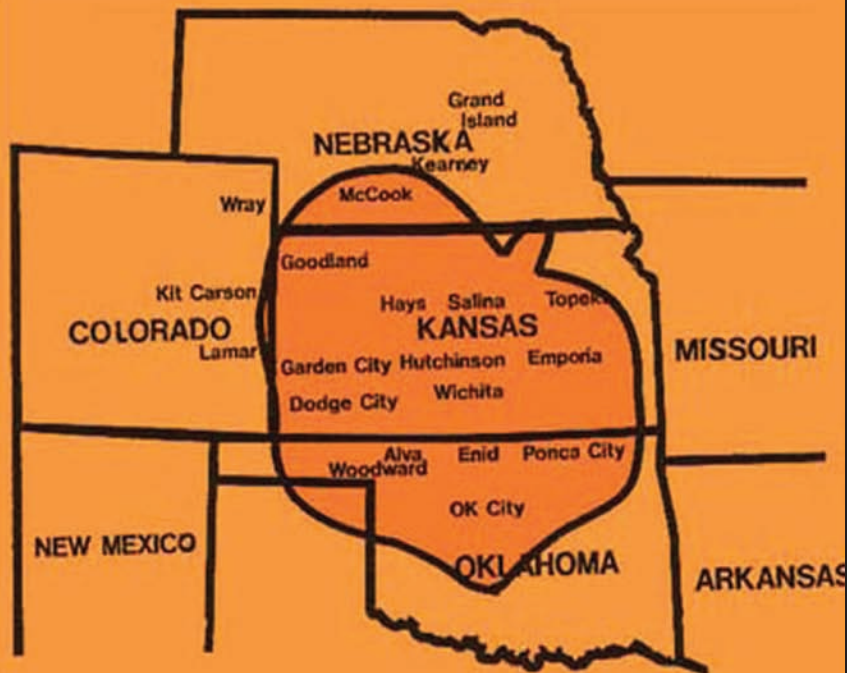 Grand
Island
NEBRASKA
Kearney
McCook
Wray
Goodland
Kit Carson
Hays Salina Topeka
COLORADO
KANSAS
Lamar
MISSOURI
Garden City Hutchinson Emporia
Dodge City Wichita
Alva Enid Ponca City
Woodward
OK City
NEW MEXICO
OKLAHOMA
ARKANSAS